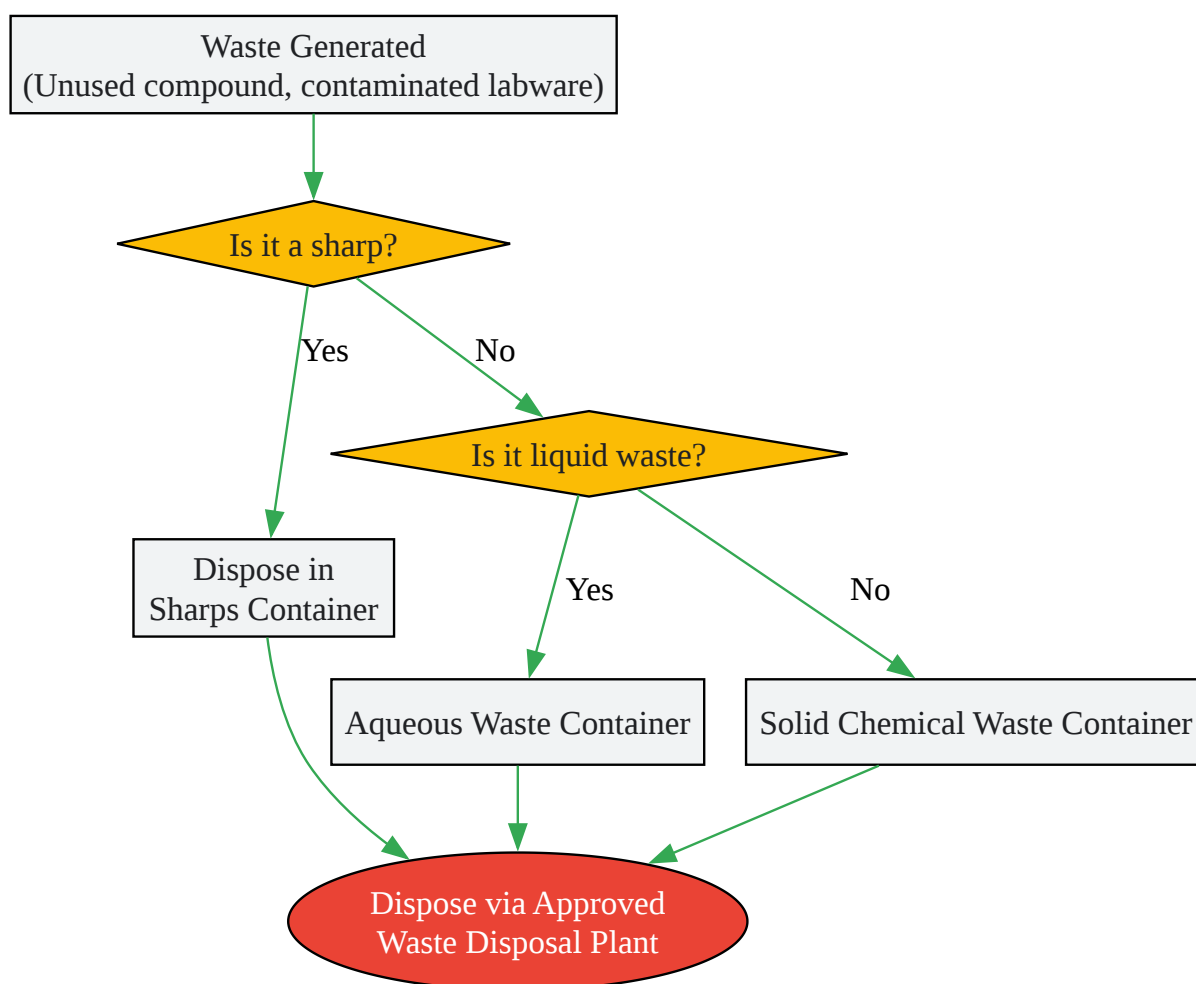 Waste Generated
(Unused compound, contaminated labware)
Is it a sharp?
Yes
No
Is it liquid waste?
Dispose in
Sharps Container
Yes
No
Aqueous Waste Container
Solid Chemical Waste Container
Dispose via Approved
Waste Disposal Plant